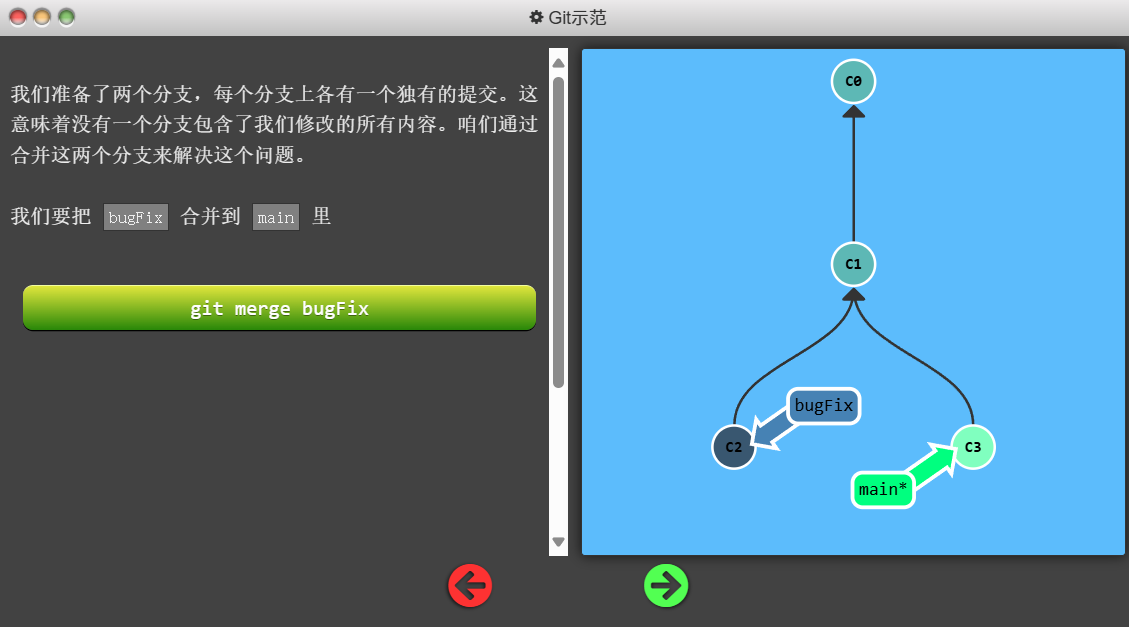 Git示范
我们准备了两个分支，每个分支上各有一个独有的提交。这
意味着没有一个分支包含了我们修改的所有内容。咱们通过
合并这两个分支来解决这个问题。
我们要把 bugFix 合并到 main 里
git merge bugFix
C0
C1
bugFix
C2
C3
main*